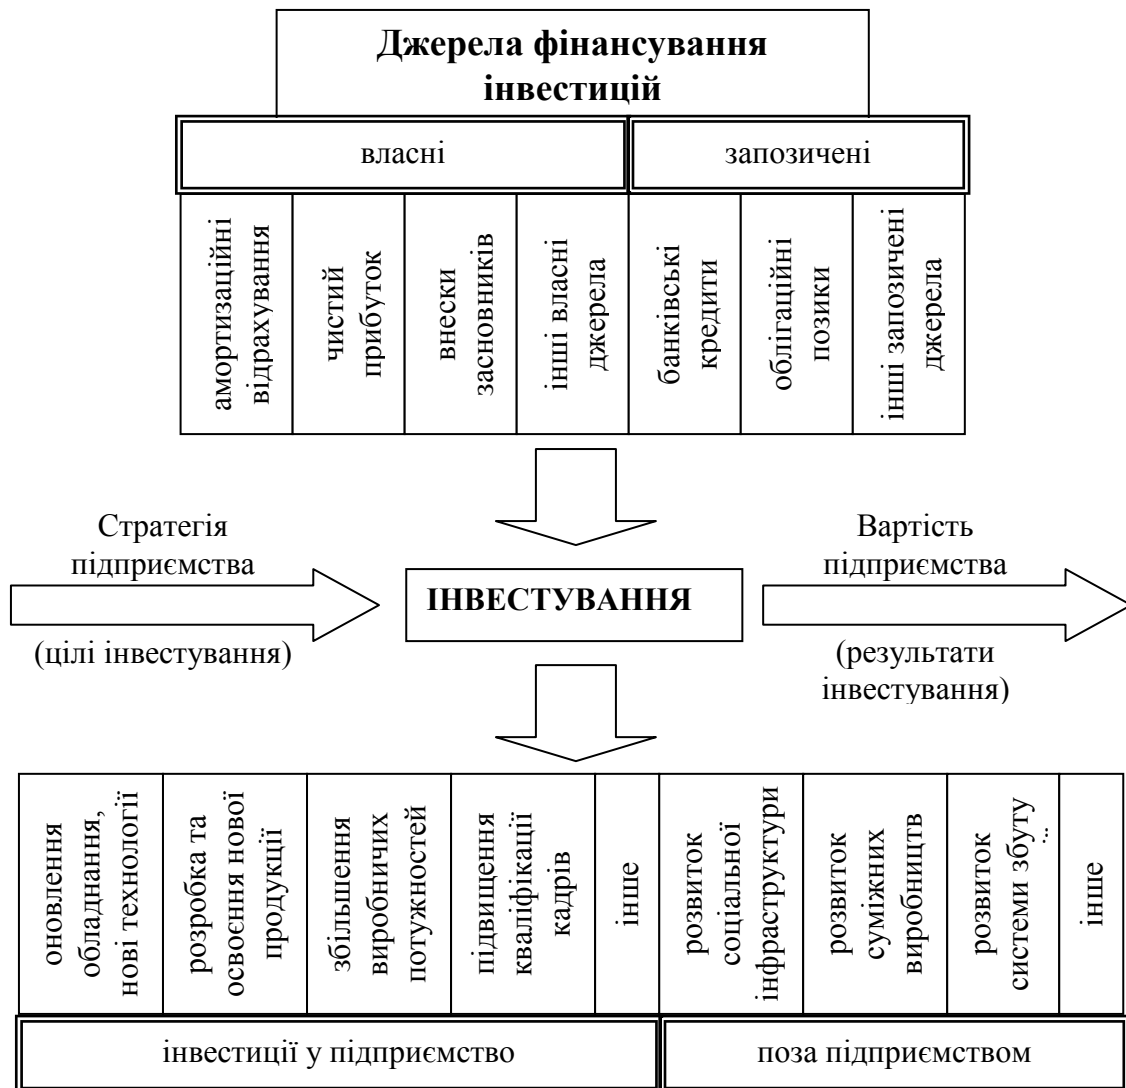 Джерела фінансування
інвестицій
власні
запозичені
амортизаційні
відрахування
чистий
прибуток
внески
засновників
інші власні
джерела
банківські
кредити
облігаційні
позики
інші запозичені
джерела
Стратегія
підприємства
(цілі інвестування)
ІНВЕСТУВАННЯ
Вартість
підприємства
(результати
інвестування)
оновлення
обладнання,
нові технології
розробка та
освоєння нової
продукції
збільшення
виробничих
потужностей
підвищення
кваліфікації
кадрів
інше
розвиток
соціальної
інфраструктури
розвиток
суміжних
виробництв
розвиток
системи збуту
інше
інвестиції у підприємство
поза підприємством